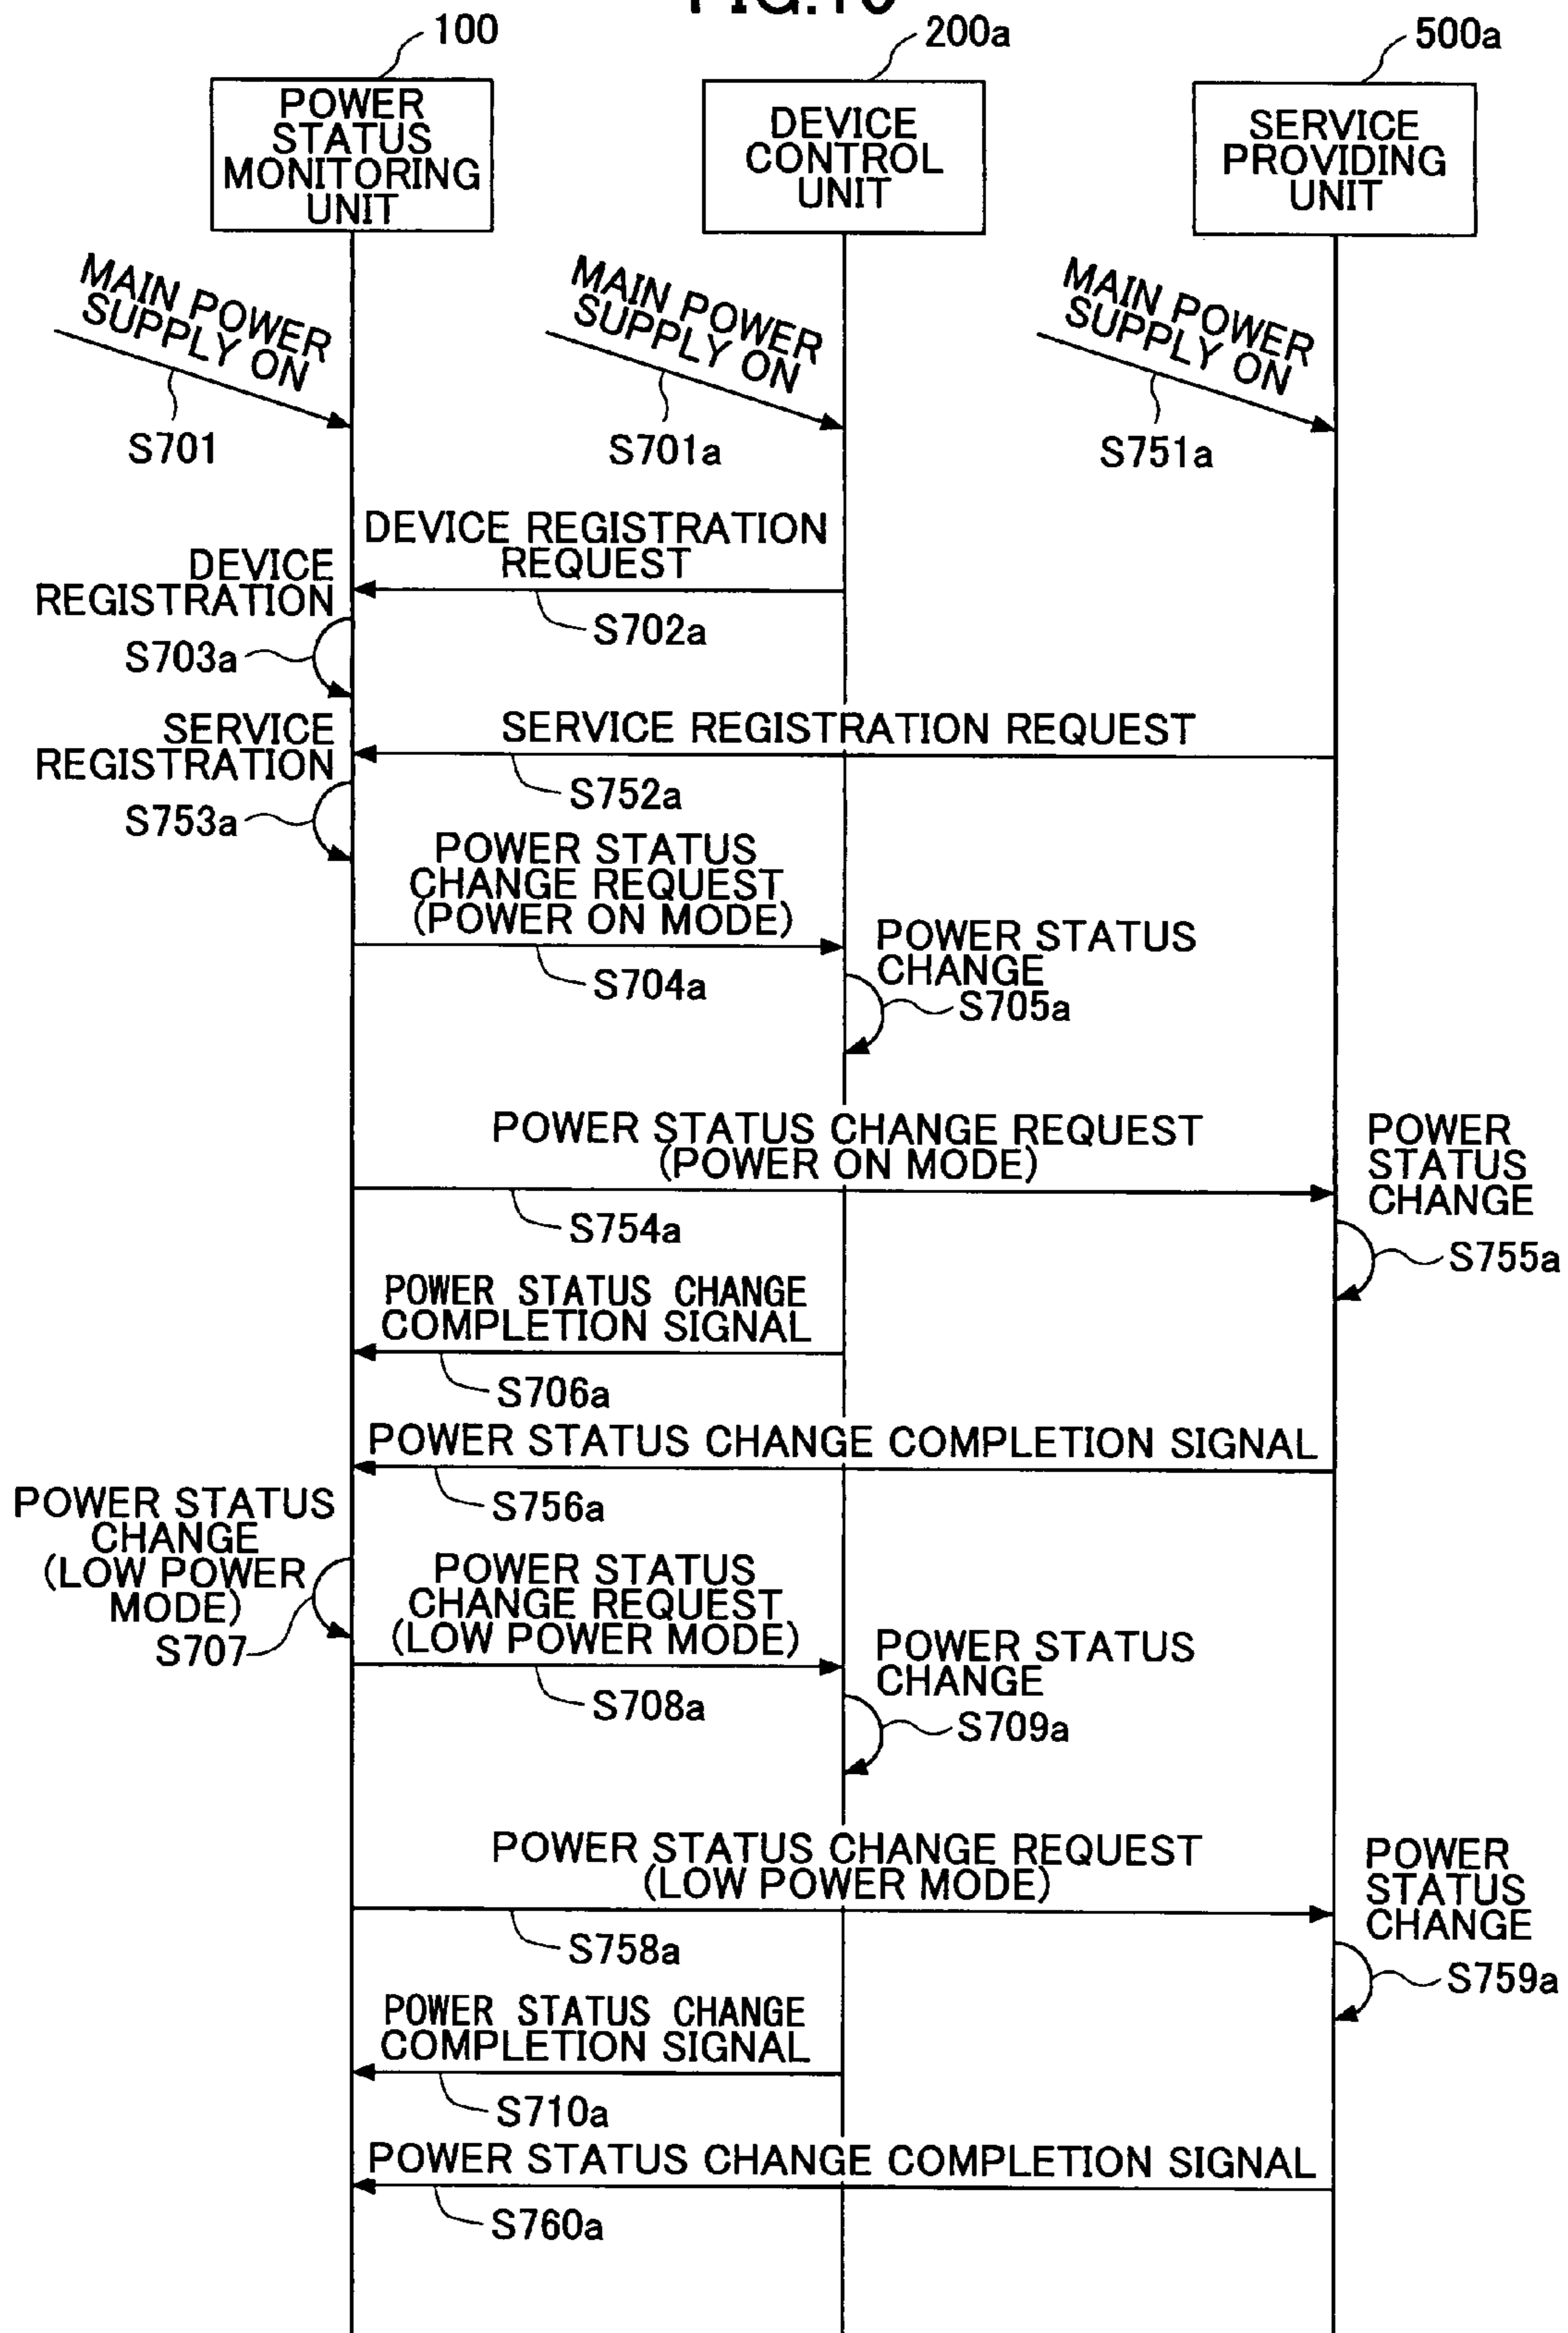 100
200a
500a
POWER
STATUS
MONITORING
UNIT
DEVICE
CONTROL
UNIT
SERVICE
PROVIDING
UNIT
MAIN POWER
SUPPLY ON
S701
MAIN POWER
SUPPLY ON
S701a
MAIN POWER
SUPPLY ON
S751a
DEVICE REGISTRATION
REQUEST
DEVICE
REGISTRATION
S702a
S703a
SERVICE REGISTRATION REQUEST
SERVICE
REGISTRATION
S752a
S753a
POWER STATUS
CHANGE REQUEST
(POWER ON MODE)
S704a
POWER STATUS
CHANGE
S705a
POWER STATUS CHANGE REQUEST
(POWER ON MODE)
S754a
POWER
STATUS
CHANGE
S755a
POWER STATUS CHANGE
COMPLETION SIGNAL
S706a
POWER STATUS CHANGE COMPLETION SIGNAL
S756a
POWER STATUS
CHANGE
(LOW POWER
MODE)
S707
POWER STATUS
CHANGE REQUEST
(LOW POWER MODE)
S708a
POWER STATUS
CHANGE
S709a
POWER STATUS CHANGE REQUEST
(LOW POWER MODE)
S758a
POWER
STATUS
CHANGE
S759a
POWER STATUS CHANGE
COMPLETION SIGNAL
S710a
POWER STATUS CHANGE COMPLETION SIGNAL
S760a